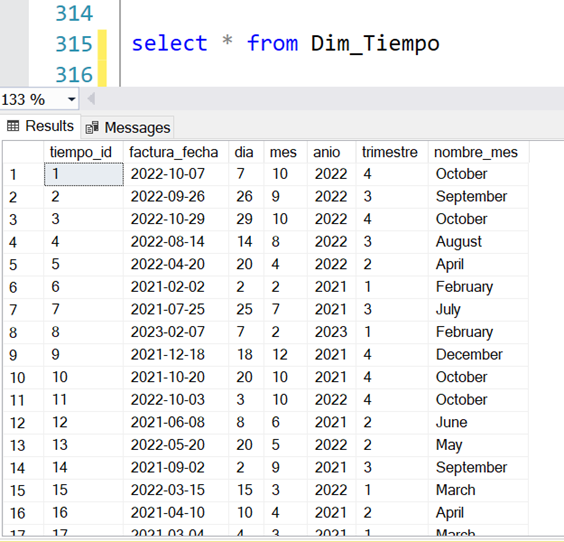 314
315 select * from Dim_Tiempo
316
133 %
Results Messages
tiempo_id factura_fecha dia mes anio trimestre nombre_mes
1 1 2022-10-07 7 10 2022 4 October
2 2 2022-09-26 26 9 2022 3 September
3 3 2022-10-29 29 10 2022 4 October
4 4 2022-08-14 14 8 2022 3 August
5 5 2022-04-20 20 4 2022 2 April
6 6 2021-02-02 2 2 2021 1 February
7 7 2021-07-25 25 7 2021 3 July
8 8 2023-02-07 7 2 2023 1 February
9 9 2021-12-18 18 12 2021 4 December
10 10 2021-10-20 20 10 2021 4 October
11 11 2022-10-03 3 10 2022 4 October
12 12 2021-06-08 8 6 2021 2 June
13 13 2022-05-20 20 5 2022 2 May
14 14 2021-09-02 2 9 2021 3 September
15 15 2022-03-15 15 3 2022 1 March
16 16 2021-04-10 10 4 2021 2 April
17 17 2021-03-04 4 3 2021 1 March